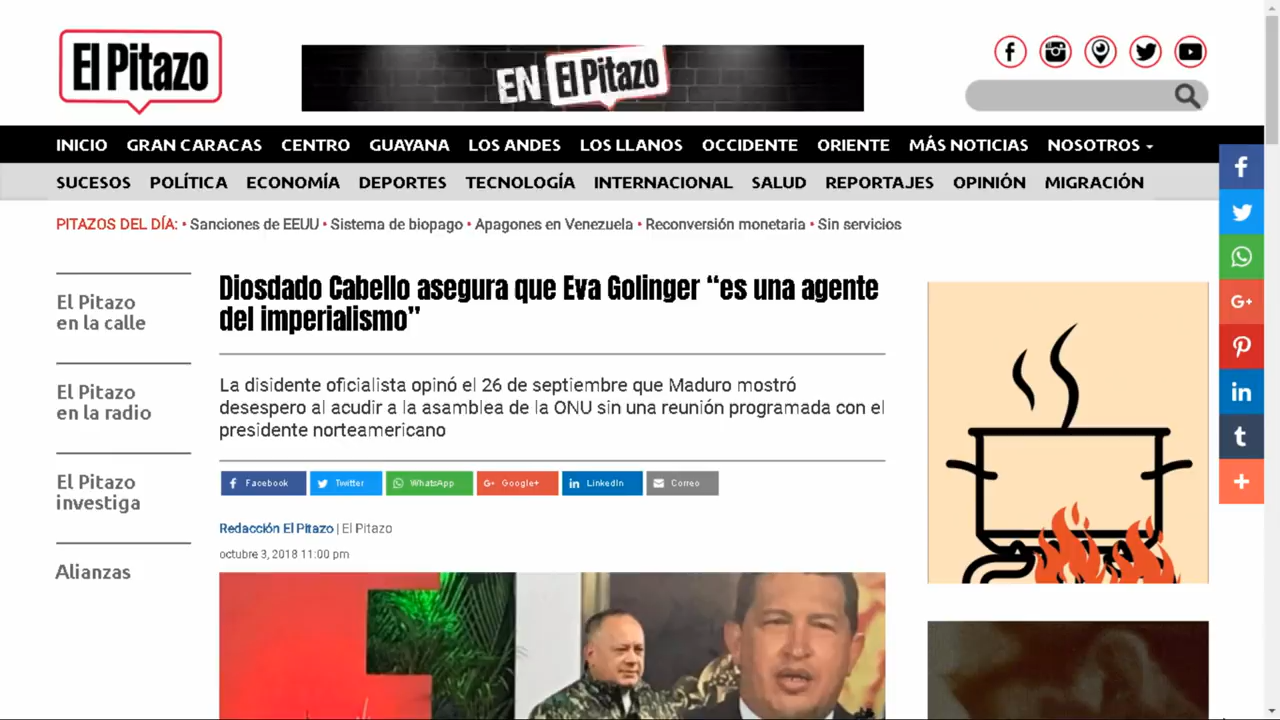 El Pitazo
EN El Pitazo
INICIO GRAN CARACAS CENTRO GUAYANA LOS ANDES LOS LLANOS OCCIDENTE ORIENTE MÁS NOTICIAS NOSOTROS
SUCESOS POLÍTICA ECONOMÍA DEPORTES TECNOLOGÍA INTERNACIONAL SALUD REPORTAJES OPINIÓN MIGRACIÓN
PITAZOS DEL DÍA: • Sanciones de EEUU • Sistema de biopago • Apagones en Venezuela • Reconversión monetaria • Sin servicios
El Pitazo
en la calle
El Pitazo
en la radio
El Pitazo
investiga
Alianzas
Diosdado Cabello asegura que Eva Golinger “es una agente
del imperialismo”
La disidente oficialista opinó el 26 de septiembre que Maduro mostró
desespero al acudir a la asamblea de la ONU sin una reunión programada con el
presidente norteamericano
Facebook Twitter WhatsApp Google+ LinkedIn Correo
Redacción El Pitazo | El Pitazo
octubre 3, 2018 11:00 pm